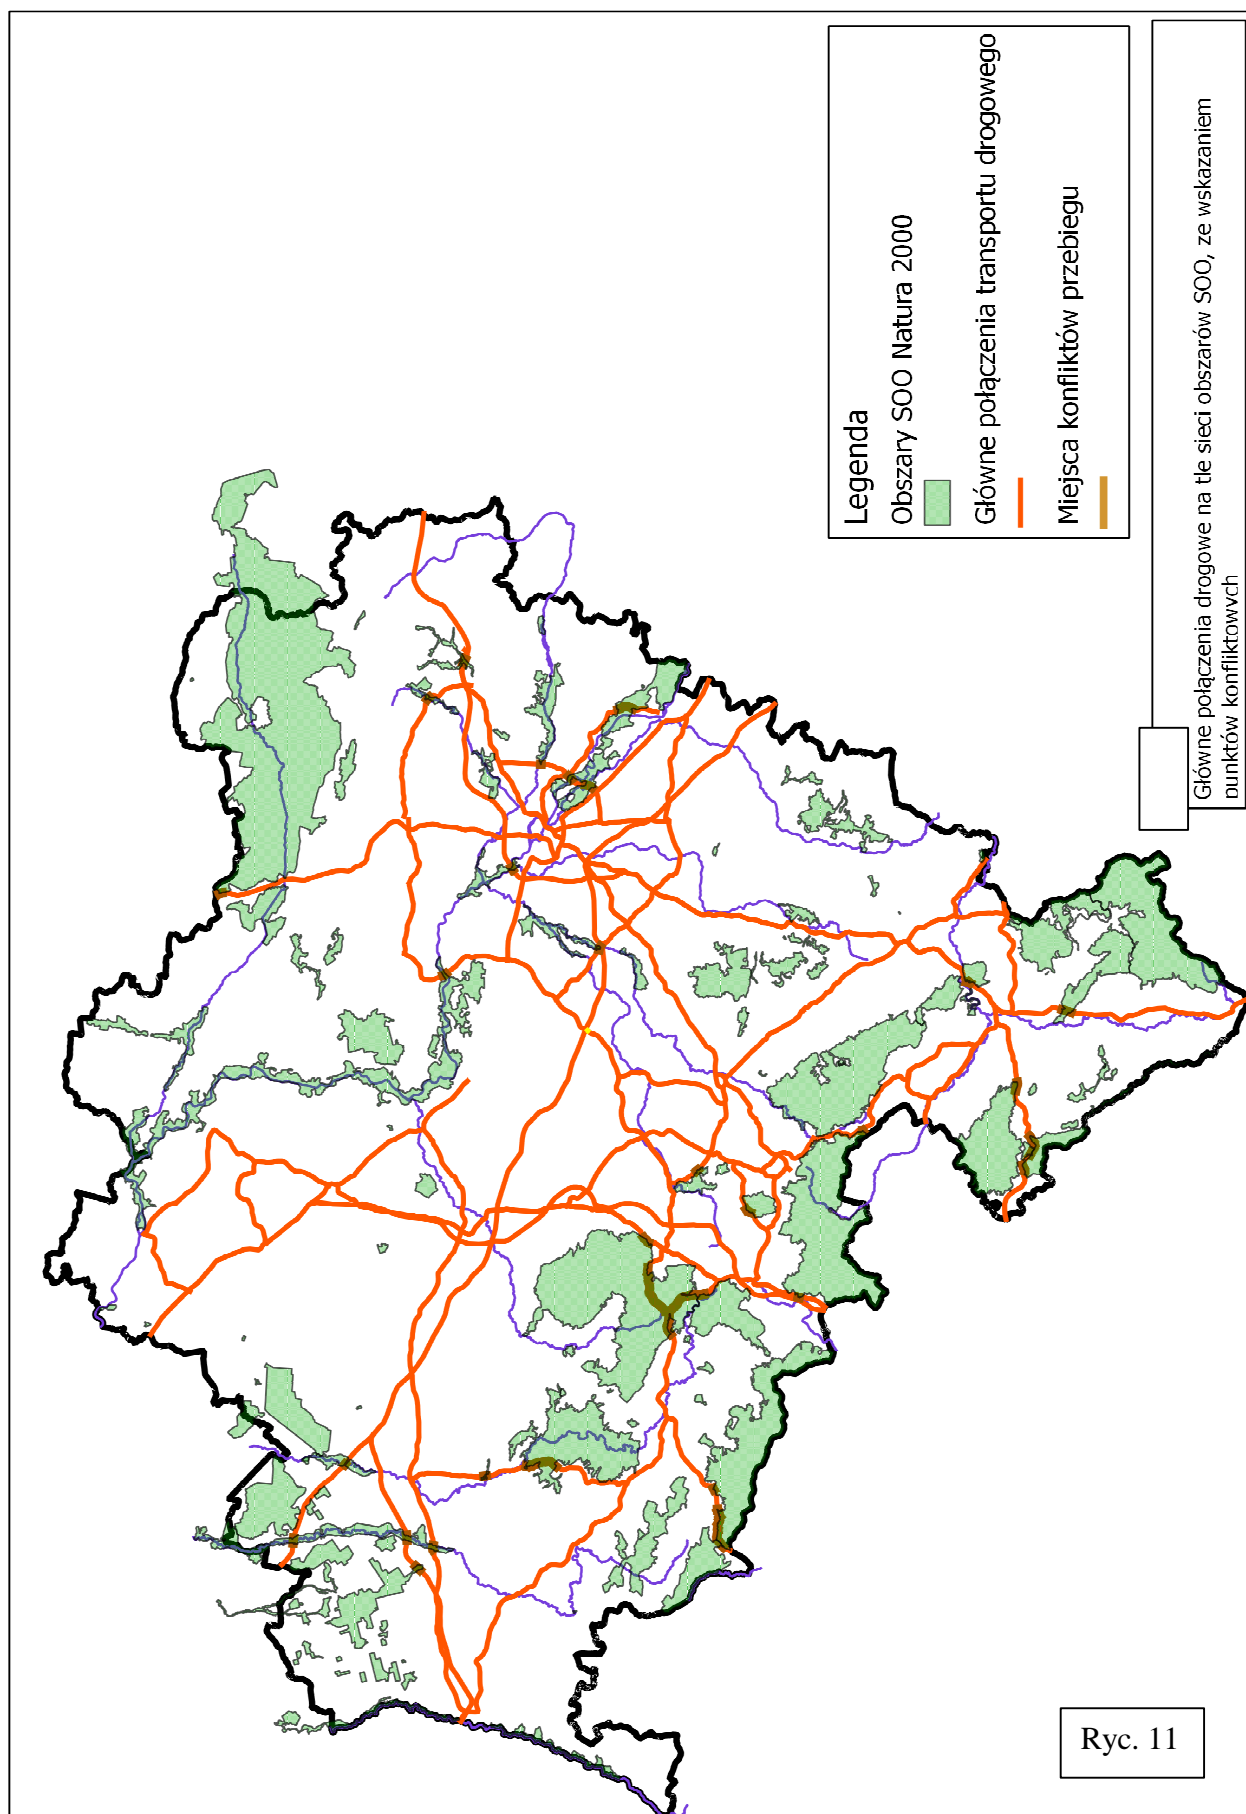 Legenda
Obszary SOO Natura 2000
Główne połączenia transportu drogowego
Miejsca konfliktów przebiegu
Główne połączenia drogowe na tle sieci obszarów SOO, ze wskazaniem
punktów konfliktowych
Ryc. 11